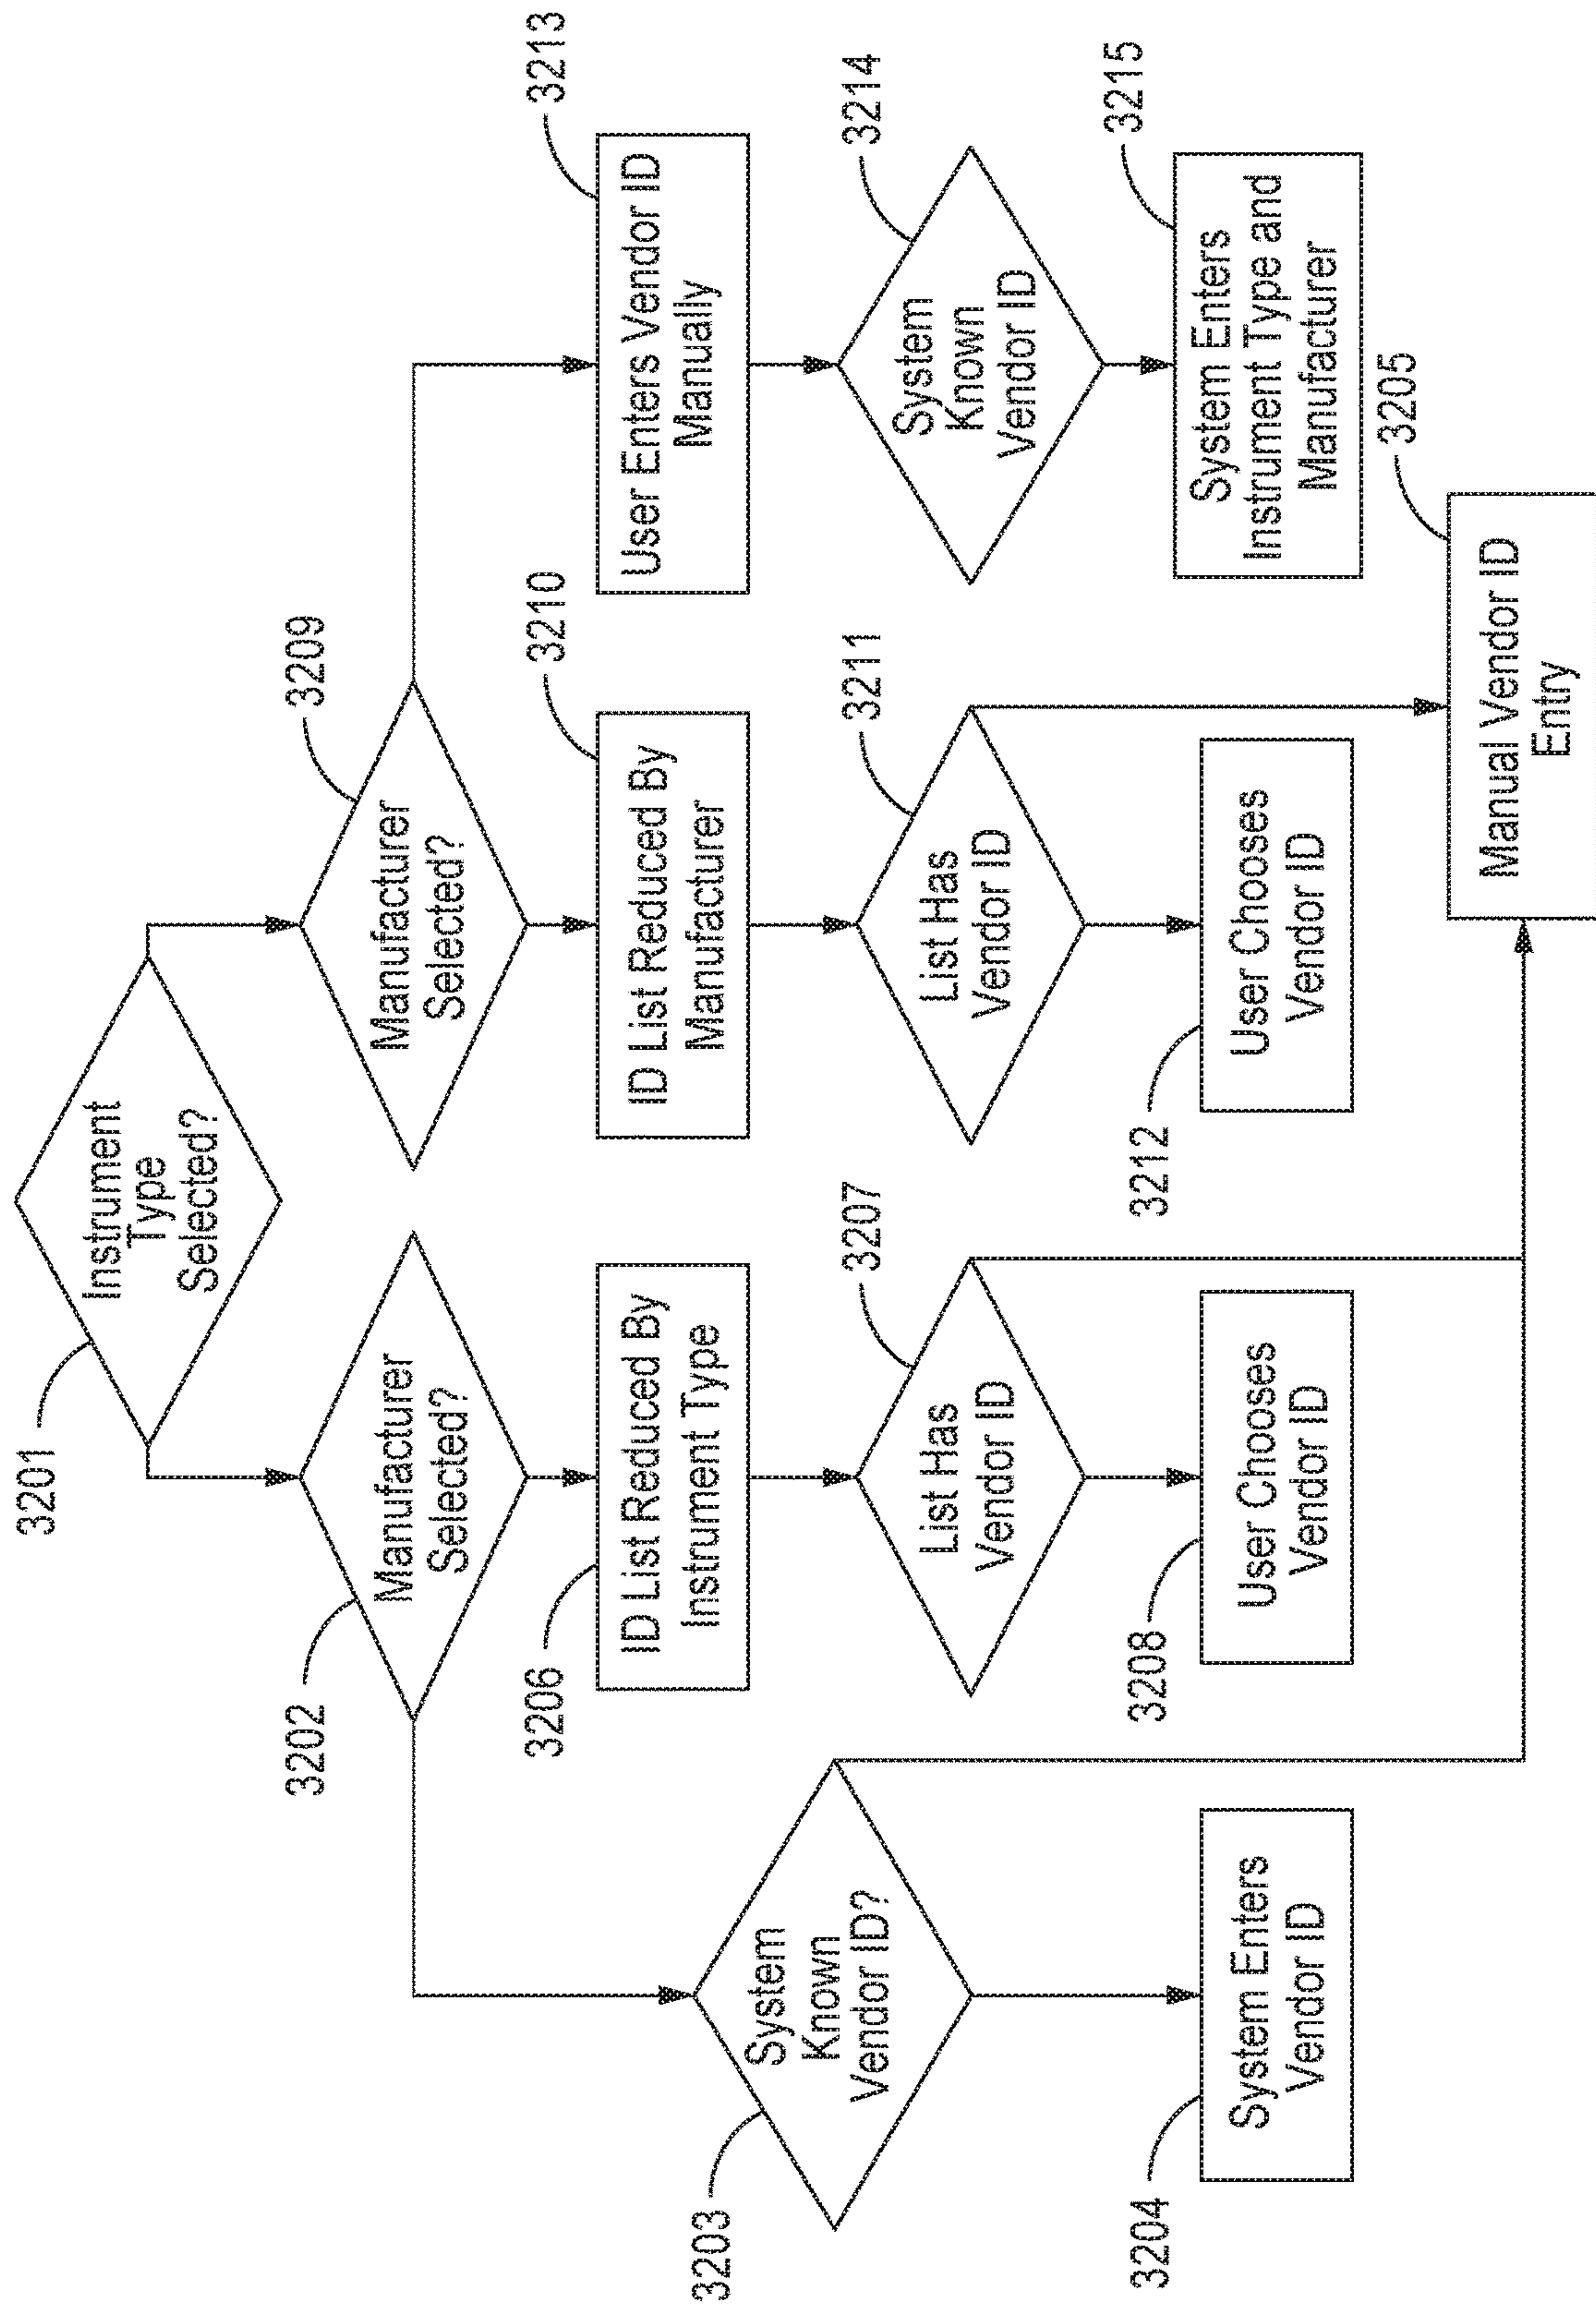 3201
Instrument
Type
Selected?
3202
Manufacturer
Selected?
3209
Manufacturer
Selected?
3206
ID List Reduced By
Instrument Type
3210
ID List Reduced By
Manufacturer
3213
User Enters Vendor ID
Manually
3203
System
Known
Vendor ID?
3207
List Has
Vendor ID
3211
List Has
Vendor ID
3214
System
Known
Vendor ID
3204
System Enters
Vendor ID
3208
User Chooses
Vendor ID
3212
User Chooses
Vendor ID
3215
System Enters
Instrument Type and
Manufacturer
3205
Manual Vendor ID
Entry